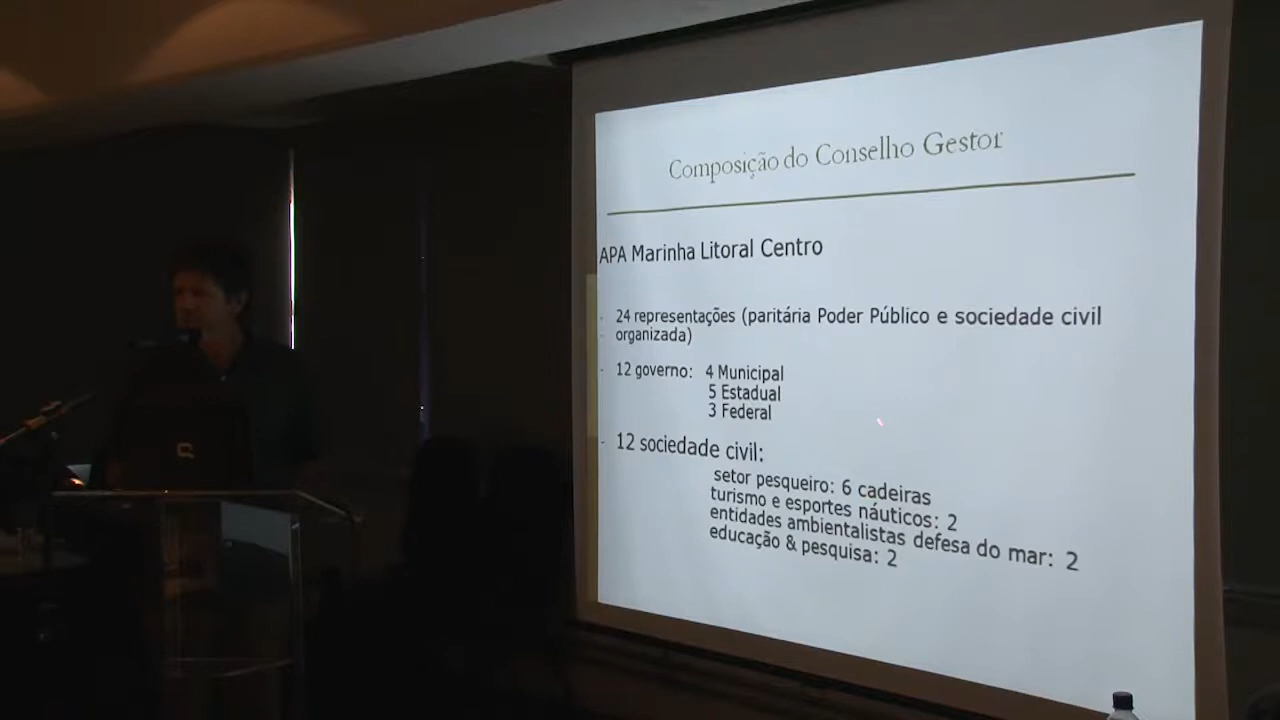 Composição do Conselho Gestor
APA Marinha Litoral Centro
- 24 representações (paritária Poder Público e sociedade civil
- organizada)
- 12 governo: 4 Municipal
5 Estadual
3 Federal
- 12 sociedade civil:
setor pesqueiro: 6 cadeiras
turismo e esportes náuticos: 2
entidades ambientalistas defesa do mar: 2
educação & pesquisa: 2